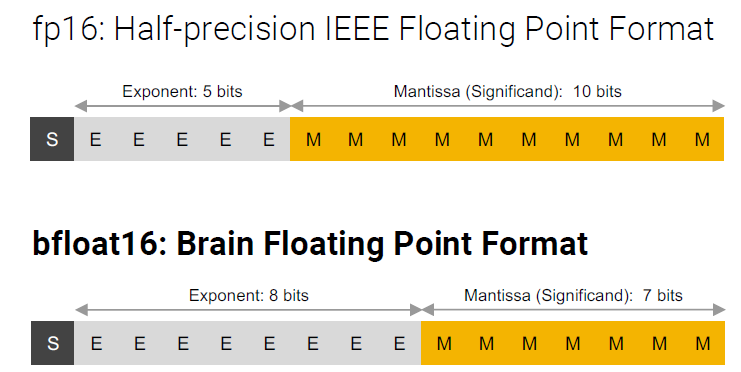 fp16: Half-precision IEEE Floating Point Format
Exponent: 5 bits Mantissa (Significand): 10 bits
S E E E E E M M M M M M M M M M
bfloat16: Brain Floating Point Format
Exponent: 8 bits Mantissa (Significand): 7 bits
S E E E E E E E E M M M M M M M